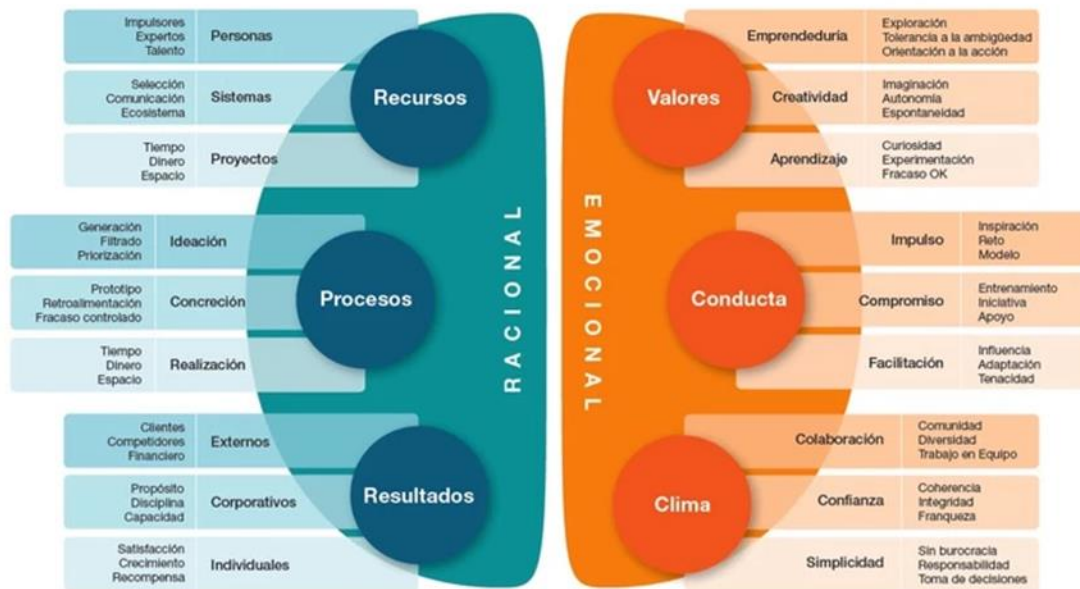 Impulsores
Expertos
Talento
Personas
Selección
Comunicación
Ecosistema
Sistemas
Tiempo
Dinero
Espacio
Proyectos
Recursos
Generación
Filtrado
Priorización
Ideación
Prototipo
Retroalimentación
Fracaso controlado
Concreción
Tiempo
Dinero
Espacio
Realización
Procesos
Clientes
Competidores
Financiero
Externos
Propósito
Disciplina
Capacidad
Corporativos
Satisfacción
Crecimiento
Recompensa
Individuales
Resultados
RACIONAL
EMOCIONAL
Valores
Emprendeduria
Exploración
Tolerancia a la ambigüedad
Orientación a la acción
Creatividad
Imaginación
Autonomía
Espontaneidad
Aprendizaje
Curiosidad
Experimentación
Fracaso OK
Conducta
Impulso
Inspiración
Reto
Modelo
Compromiso
Entrenamiento
Iniciativa
Apoyo
Facilitación
Influencia
Adaptación
Tenacidad
Clima
Colaboración
Comunidad
Diversidad
Trabajo en Equipo
Confianza
Coherencia
Integridad
Franqueza
Simplicidad
Sin burocracia
Responsabilidad
Toma de decisiones